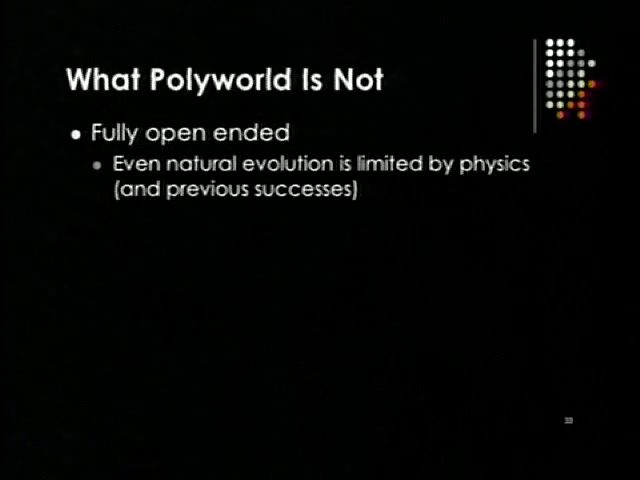 What Polyworld Is Not
Fully open ended
Even natural evolution is limited by physics
(and previous successes)